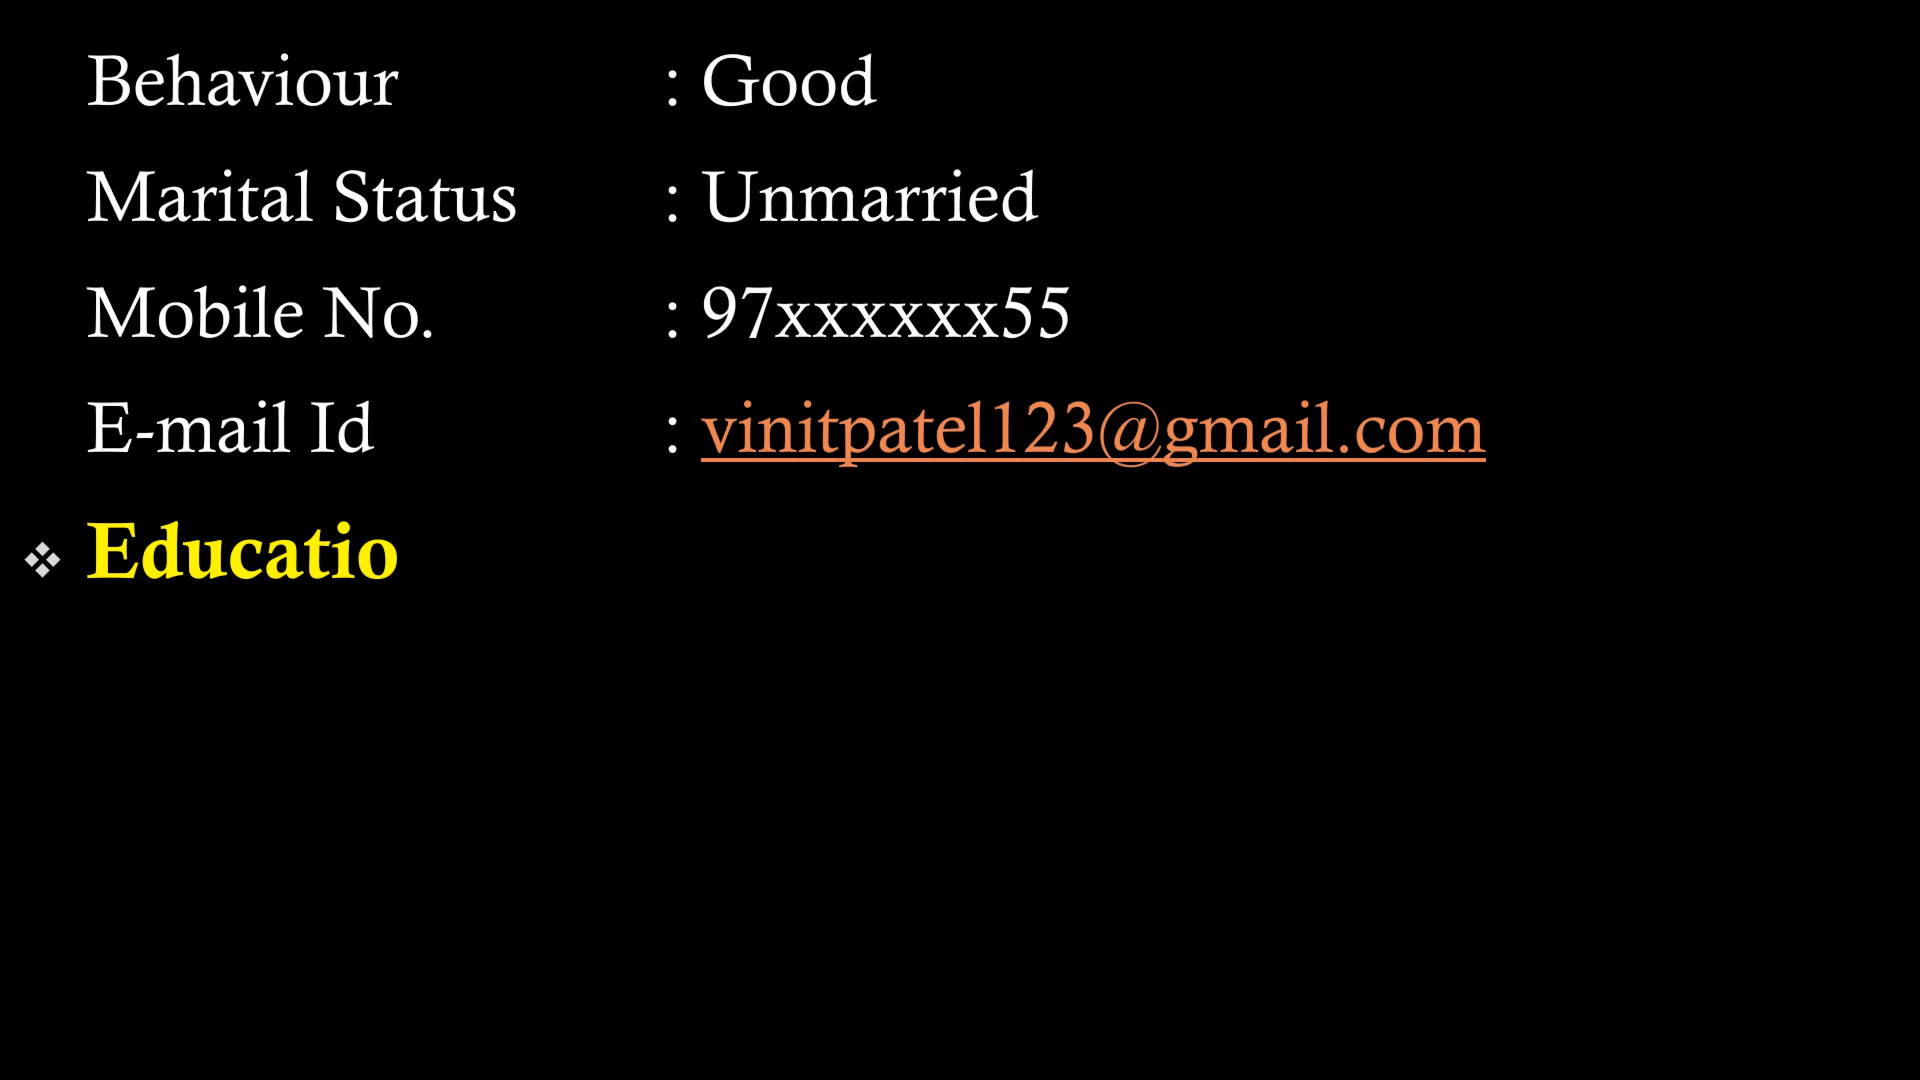 Behaviour : Good
Marital Status : Unmarried
Mobile No. : 97xxxxxx55
E-mail Id : vinitpatel123@gmail.com
❖ Educatio